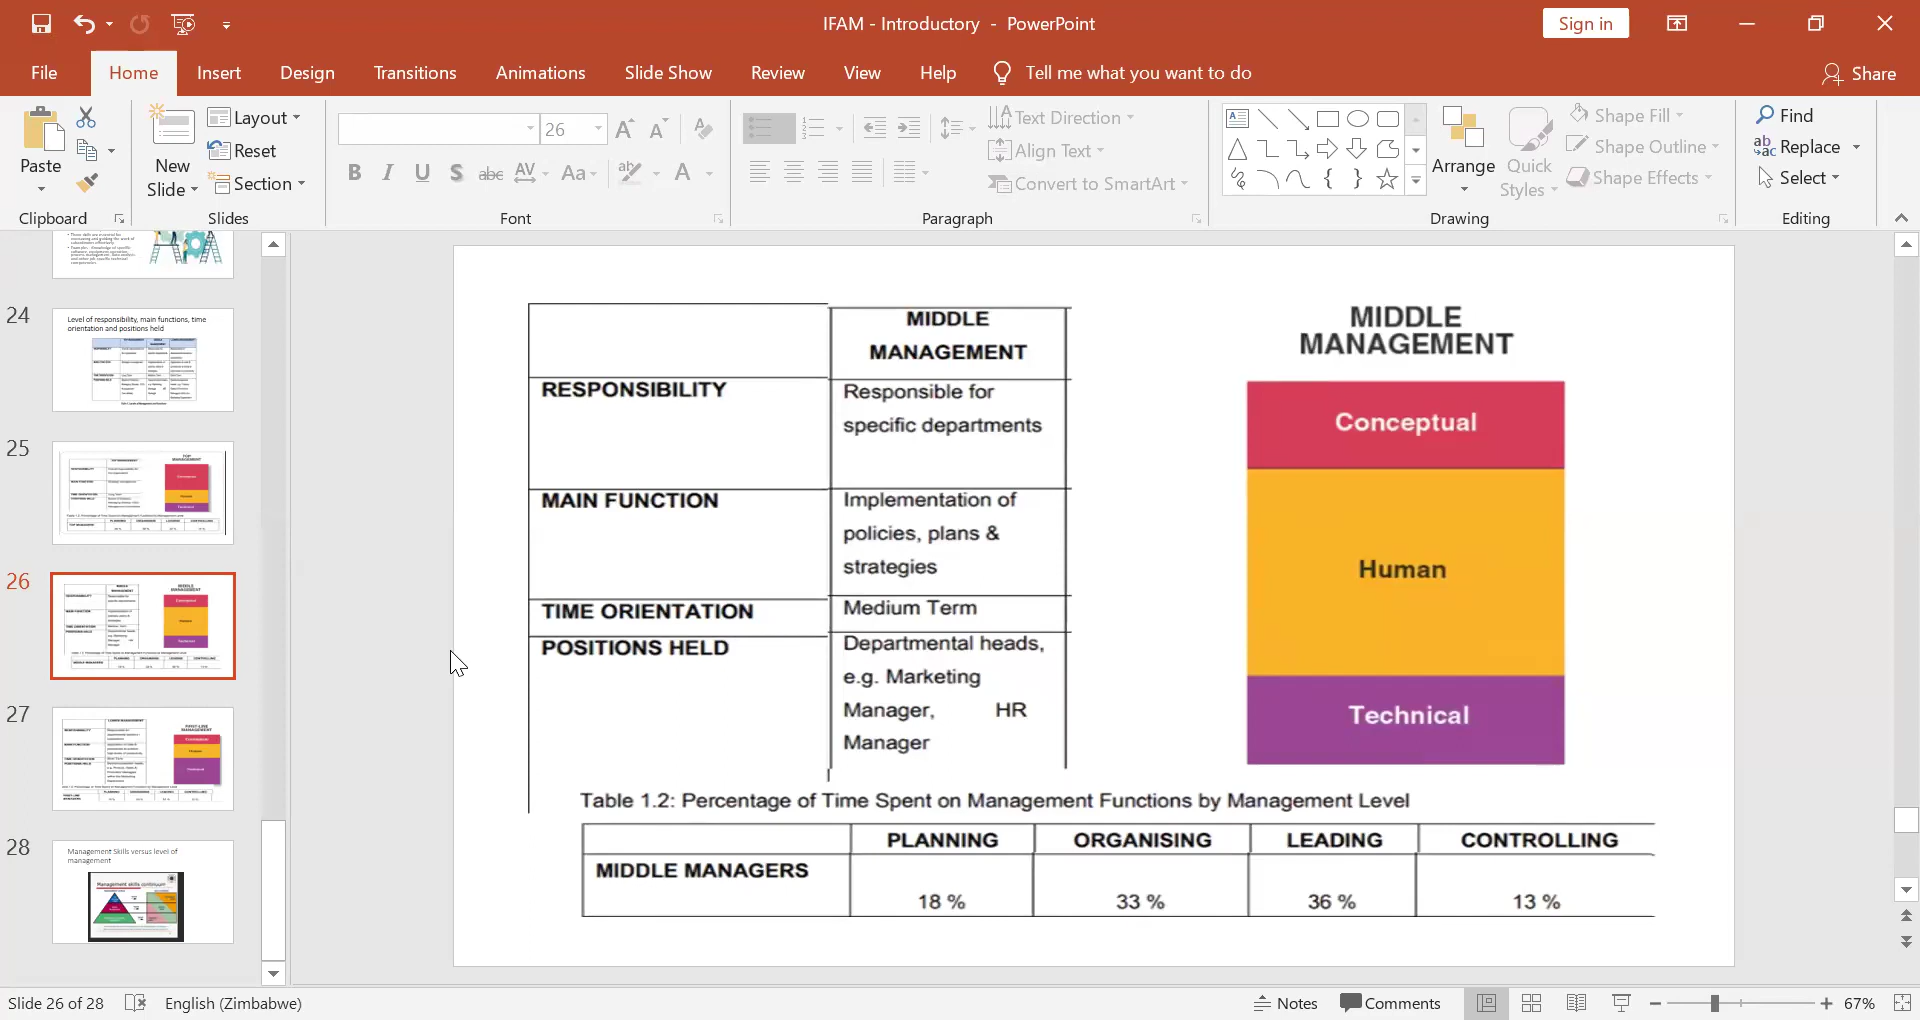 IFAM - Introductory - PowerPoint
Sign in
File Home Insert Design Transitions Animations Slide Show Review View Help Tell me what you want to do Share
Paste
New Slide
Layout
Reset
Section
26
B I U S abc AV Aa A
Text Direction
Align Text
Convert to SmartArt
Arrange
Quick Styles
Shape Fill
Shape Outline
Shape Effects
Find
Replace
Select
Clipboard Slides Font Paragraph Drawing Editing
24
Level of responsibility, main functions, time
orientation and positions held
25
26
27
28
Management Skills versus level of
management
Management skills continuum
MIDDLE
MANAGEMENT
RESPONSIBILITY
Responsible for
specific departments
MAIN FUNCTION
Implementation of
policies, plans &
strategies
TIME ORIENTATION
Medium Term
POSITIONS HELD
Departmental heads,
e.g. Marketing
Manager, HR
Manager
MIDDLE
MANAGEMENT
Conceptual
Human
Technical
Table 1.2: Percentage of Time Spent on Management Functions by Management Level
PLANNING ORGANISING LEADING CONTROLLING
MIDDLE MANAGERS
18 % 33 % 36 % 13 %
Slide 26 of 28 English (Zimbabwe) Notes Comments 67%